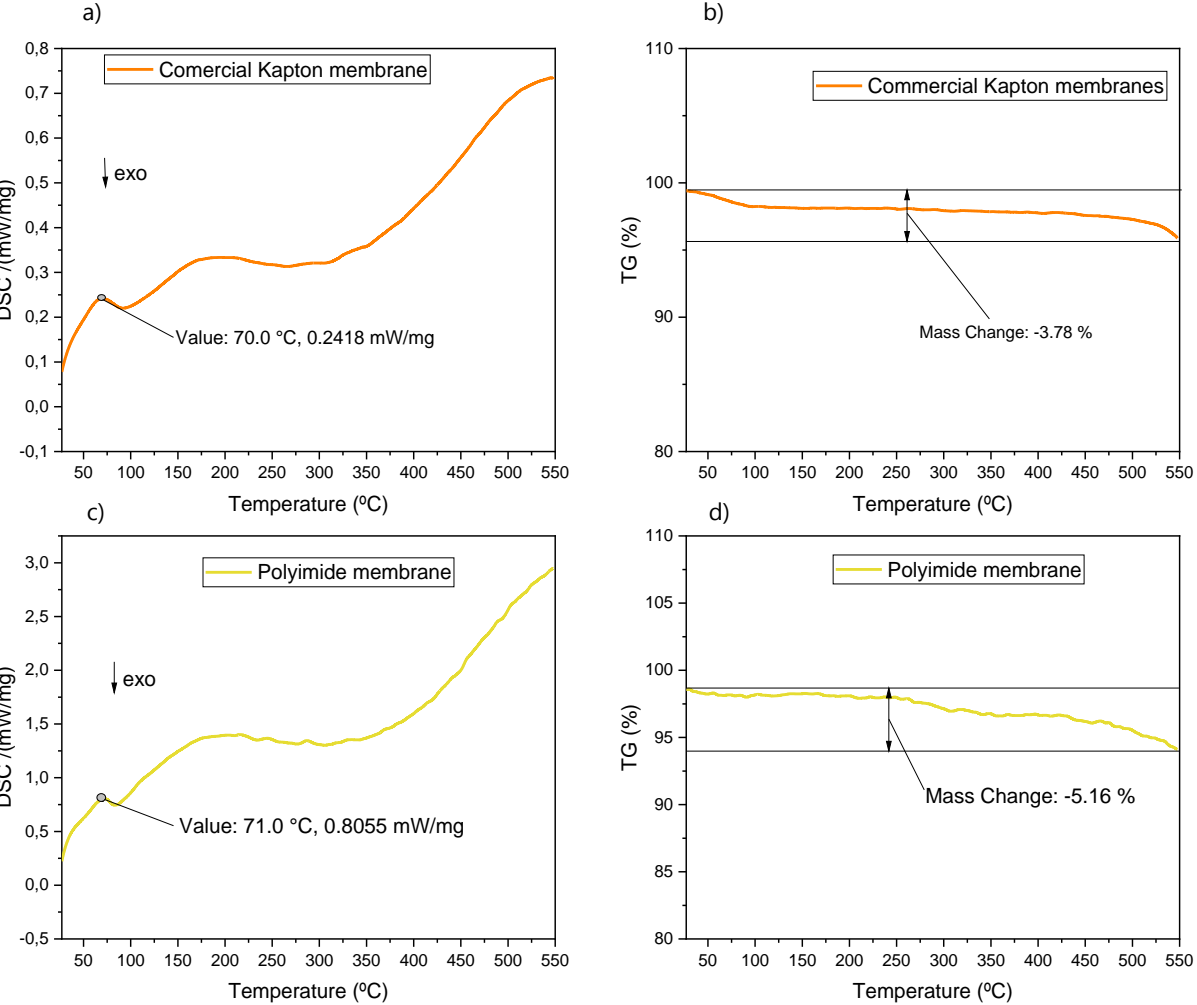 a)
0,8
0,7
0,6
0,5
0,4
0,3
0,2
0,1
0,0
-0,1
DSC /(mW/mg)
Comercial Kapton membrane
exo
Value: 70.0 °C, 0.2418 mW/mg
50 100 150 200 250 300 350 400 450 500 550
Temperature (ºC)
b)
110
100
90
80
TG (%)
Commercial Kapton membranes
Mass Change: -3.78 %
50 100 150 200 250 300 350 400 450 500 550
Temperature (ºC)
c)
3,0
2,5
2,0
1,5
1,0
0,5
0,0
-0,5
DSC /(mW/mg)
Polyimide membrane
exo
Value: 71.0 °C, 0.8055 mW/mg
50 100 150 200 250 300 350 400 450 500 550
Temperature (ºC)
d)
110
105
100
95
90
85
80
TG (%)
Polyimide membrane
Mass Change: -5.16 %
50 100 150 200 250 300 350 400 450 500 550
Temperature (ºC)